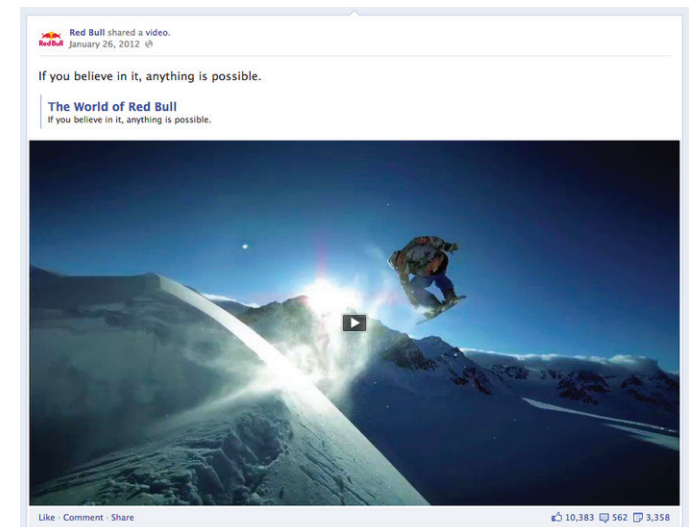 Red Bull shared a video.
Red Bull January 26, 2012
If you believe in it, anything is possible.
The World of Red Bull
If you believe in it, anything is possible.
Like · Comment · Share 10,383 562 3,358